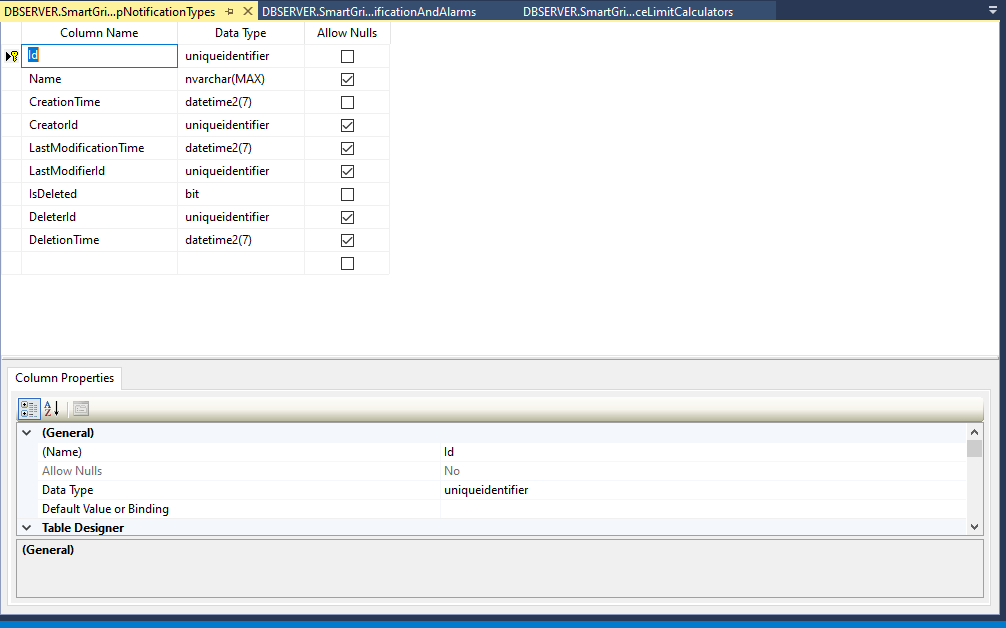 DBSERVER.SmartGri...pNotificationTypes DBSERVER.SmartGri...ificationAndAlarms DBSERVER.SmartGri...ceLimitCalculators
Column Name Data Type Allow Nulls
Id uniqueidentifier
Name nvarchar(MAX)
CreationTime datetime2(7)
CreatorId uniqueidentifier
LastModificationTime datetime2(7)
LastModifierId uniqueidentifier
IsDeleted bit
DeleterId uniqueidentifier
DeletionTime datetime2(7)
Column Properties
(General)
(Name) Id
Allow Nulls No
Data Type uniqueidentifier
Default Value or Binding
Table Designer
(General)